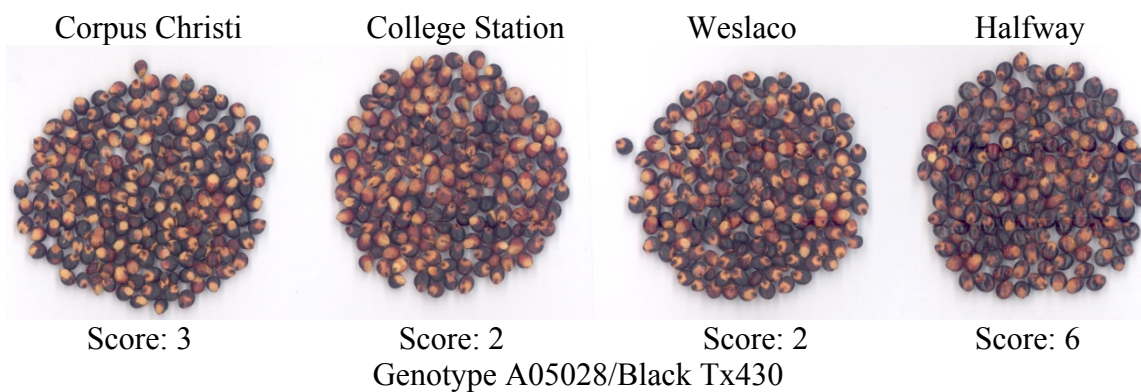 Corpus Christi College Station Weslaco Halfway
Score: 3 Score: 2 Score: 2 Score: 6
Genotype A05028/Black Tx430